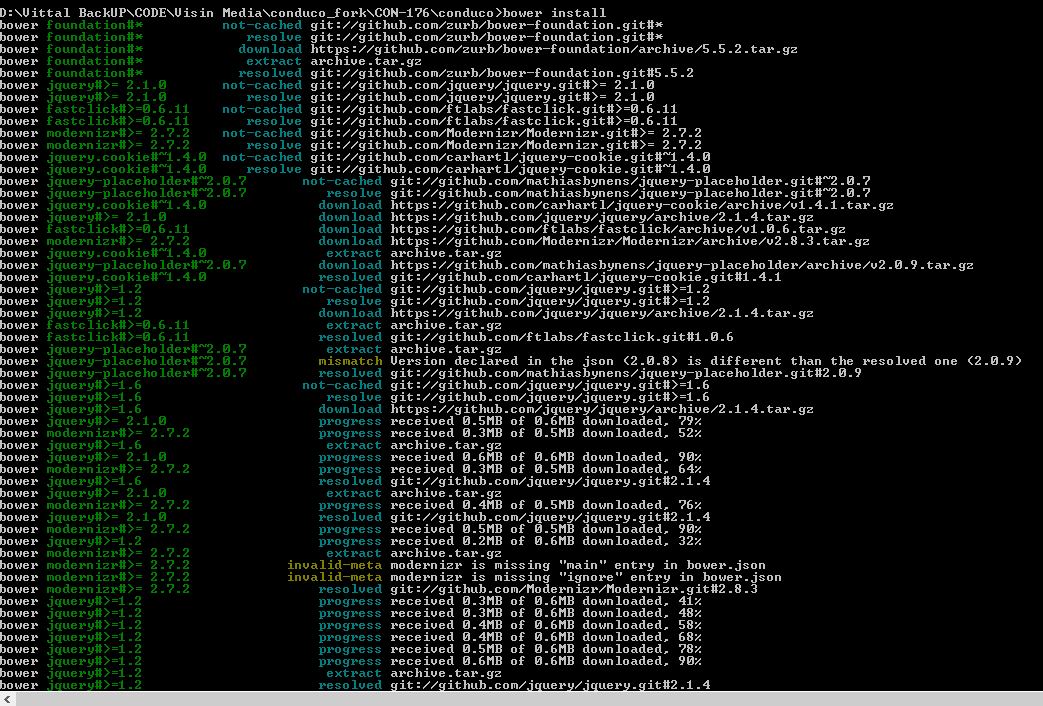 D:\Vittal BackUP\CODE\Visin Media\conduco_fork\CON-176\conduco>bower install
bower foundation#* not-cached git://github.com/zurb/bower-foundation.git#*
bower foundation#* resolve git://github.com/zurb/bower-foundation.git#*
bower foundation#* download https://github.com/zurb/bower-foundation/archive/5.5.2.tar.gz
bower foundation#* extract archive.tar.gz
bower foundation#* resolved git://github.com/zurb/bower-foundation.git#5.5.2
bower jquery#>= 2.1.0 not-cached git://github.com/jquery/jquery.git#>= 2.1.0
bower jquery#>= 2.1.0 resolve git://github.com/jquery/jquery.git#>= 2.1.0
bower fastclick#>=0.6.11 not-cached git://github.com/ftlabs/fastclick.git#>=0.6.11
bower fastclick#>=0.6.11 resolve git://github.com/ftlabs/fastclick.git#>=0.6.11
bower modernizr#>= 2.7.2 not-cached git://github.com/Modernizr/Modernizr.git#>= 2.7.2
bower modernizr#>= 2.7.2 resolve git://github.com/Modernizr/Modernizr.git#>= 2.7.2
bower jquery.cookie#~1.4.0 not-cached git://github.com/carhartl/jquery-cookie.git#~1.4.0
bower jquery.cookie#~1.4.0 resolve git://github.com/carhartl/jquery-cookie.git#~1.4.0
bower jquery-placeholder#~2.0.7 not-cached git://github.com/mathiasbynens/jquery-placeholder.git#~2.0.7
bower jquery-placeholder#~2.0.7 resolve git://github.com/mathiasbynens/jquery-placeholder.git#~2.0.7
bower jquery.cookie#~1.4.0 download https://github.com/carhartl/jquery-cookie/archive/v1.4.1.tar.gz
bower jquery#>= 2.1.0 download https://github.com/jquery/jquery/archive/2.1.4.tar.gz
bower fastclick#>=0.6.11 download https://github.com/ftlabs/fastclick/archive/v1.0.6.tar.gz
bower modernizr#>= 2.7.2 download https://github.com/Modernizr/Modernizr/archive/v2.8.3.tar.gz
bower jquery.cookie#~1.4.0 extract archive.tar.gz
bower jquery-placeholder#~2.0.7 download https://github.com/mathiasbynens/jquery-placeholder/archive/v2.0.9.tar.gz
bower jquery.cookie#~1.4.0 resolved git://github.com/carhartl/jquery-cookie.git#1.4.1
bower jquery#>=1.2 not-cached git://github.com/jquery/jquery.git#>=1.2
bower jquery#>=1.2 resolve git://github.com/jquery/jquery.git#>=1.2
bower jquery#>=1.2 download https://github.com/jquery/jquery/archive/2.1.4.tar.gz
bower fastclick#>=0.6.11 extract archive.tar.gz
bower fastclick#>=0.6.11 resolved git://github.com/ftlabs/fastclick.git#1.0.6
bower jquery-placeholder#~2.0.7 extract archive.tar.gz
bower jquery-placeholder#~2.0.7 mismatch Version declared in the json (2.0.8) is different than the resolved one (2.0.9)
bower jquery-placeholder#~2.0.7 resolved git://github.com/mathiasbynens/jquery-placeholder.git#2.0.9
bower jquery#>=1.6 not-cached git://github.com/jquery/jquery.git#>=1.6
bower jquery#>=1.6 resolve git://github.com/jquery/jquery.git#>=1.6
bower jquery#>=1.6 download https://github.com/jquery/jquery/archive/2.1.4.tar.gz
bower jquery#>= 2.1.0 progress received 0.5MB of 0.6MB downloaded, 79%
bower modernizr#>= 2.7.2 progress received 0.3MB of 0.5MB downloaded, 52%
bower jquery#>=1.6 extract archive.tar.gz
bower jquery#>= 2.1.0 progress received 0.6MB of 0.6MB downloaded, 90%
bower modernizr#>= 2.7.2 progress received 0.3MB of 0.5MB downloaded, 64%
bower jquery#>=1.6 resolved git://github.com/jquery/jquery.git#2.1.4
bower jquery#>= 2.1.0 extract archive.tar.gz
bower modernizr#>= 2.7.2 progress received 0.4MB of 0.5MB downloaded, 76%
bower jquery#>= 2.1.0 resolved git://github.com/jquery/jquery.git#2.1.4
bower modernizr#>= 2.7.2 progress received 0.5MB of 0.5MB downloaded, 90%
bower jquery#>=1.2 progress received 0.2MB of 0.6MB downloaded, 32%
bower modernizr#>= 2.7.2 extract archive.tar.gz
bower modernizr#>= 2.7.2 invalid-meta modernizr is missing "main" entry in bower.json
bower modernizr#>= 2.7.2 invalid-meta modernizr is missing "ignore" entry in bower.json
bower modernizr#>= 2.7.2 resolved git://github.com/Modernizr/Modernizr.git#2.8.3
bower jquery#>=1.2 progress received 0.3MB of 0.6MB downloaded, 41%
bower jquery#>=1.2 progress received 0.3MB of 0.6MB downloaded, 48%
bower jquery#>=1.2 progress received 0.4MB of 0.6MB downloaded, 58%
bower jquery#>=1.2 progress received 0.4MB of 0.6MB downloaded, 68%
bower jquery#>=1.2 progress received 0.5MB of 0.6MB downloaded, 78%
bower jquery#>=1.2 progress received 0.6MB of 0.6MB downloaded, 90%
bower jquery#>=1.2 extract archive.tar.gz
bower jquery#>=1.2 resolved git://github.com/jquery/jquery.git#2.1.4